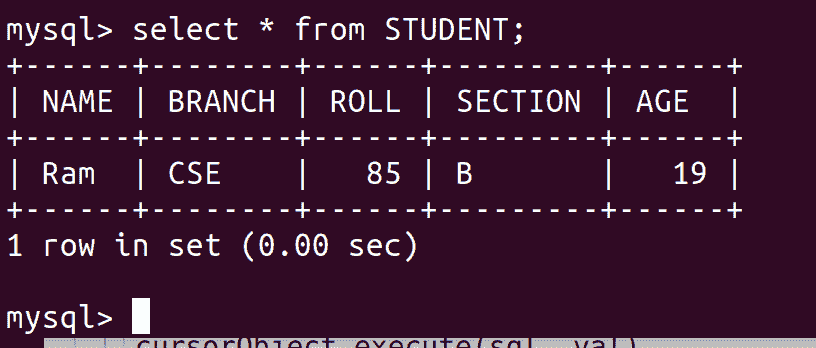 mysql> select * from STUDENT;
+------+--------+------+---------+------+
| NAME | BRANCH | ROLL | SECTION | AGE  |
+------+--------+------+---------+------+
| Ram  | CSE    |   85 | B       |   19 |
+------+--------+------+---------+------+
1 row in set (0.00 sec)
mysql>
cursorObject.execute(sql, val)